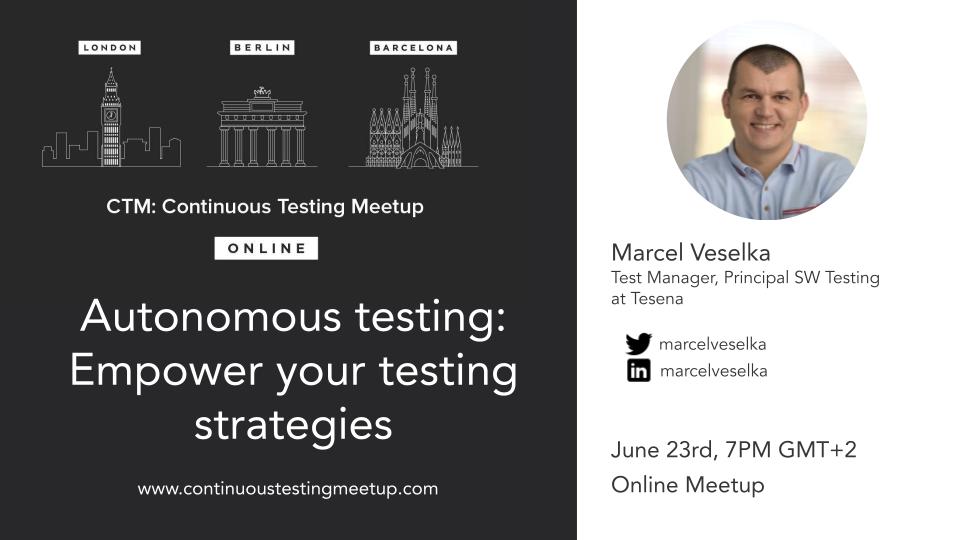 LONDON
BERLIN
BARCELONA
CTM: Continuous Testing Meetup
ONLINE
Autonomous testing:
Empower your testing
strategies
www.continuoustestingmeetup.com
Marcel Veselka
Test Manager, Principal SW Testing
at Tesena
marcelveselka
in
marcelveselka
June 23rd, 7PM GMT+2
Online Meetup